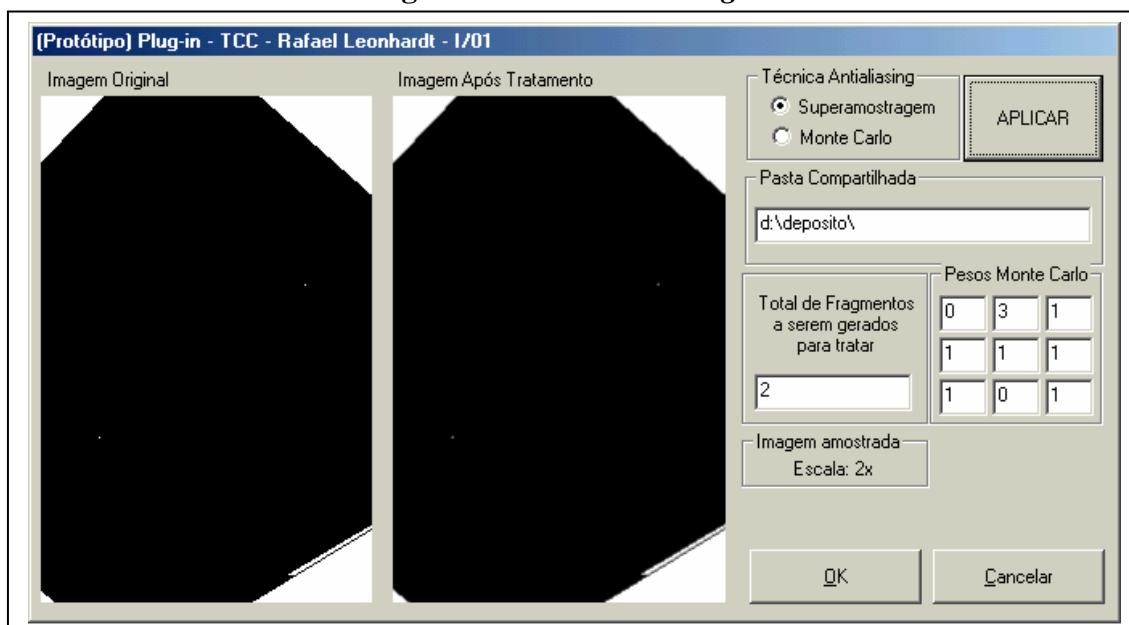 (Protótipo) Plug-in - TCC - Rafael Leonhardt - I/01
Imagem Original
Imagem Após Tratamento
Técnica Antialiasing
Superamostragem
Monte Carlo
APLICAR
Pasta Compartilhada
d:\deposito\
Total de Fragmentos
a serem gerados
para tratar
2
Pesos Monte Carlo
0 3 1
1 1 1
1 0 1
Imagem amostrada
Escala: 2x
OK
Cancelar